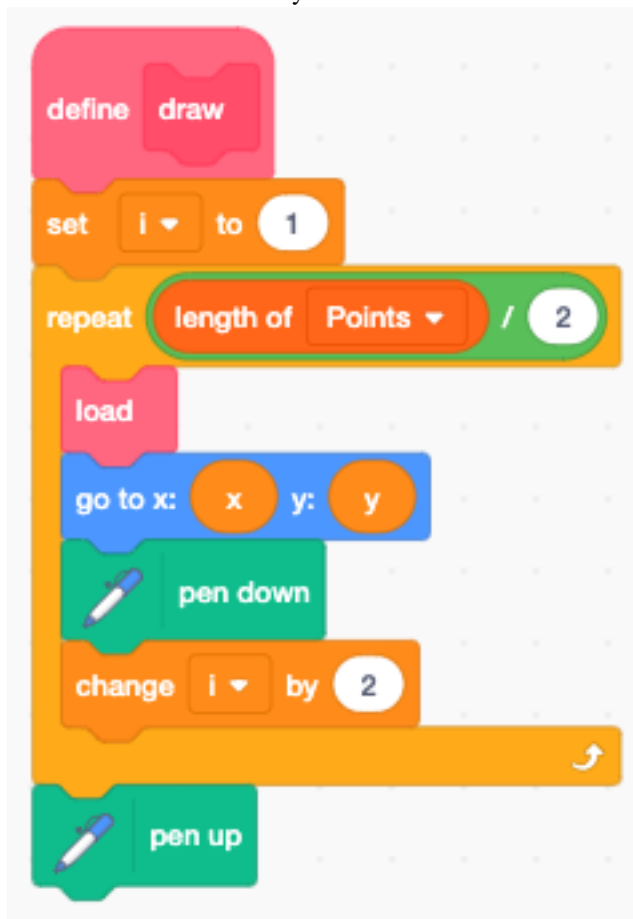 define draw
set i to 1
repeat length of Points / 2
load
go to x: x y: y
pen down
change i by 2
pen up